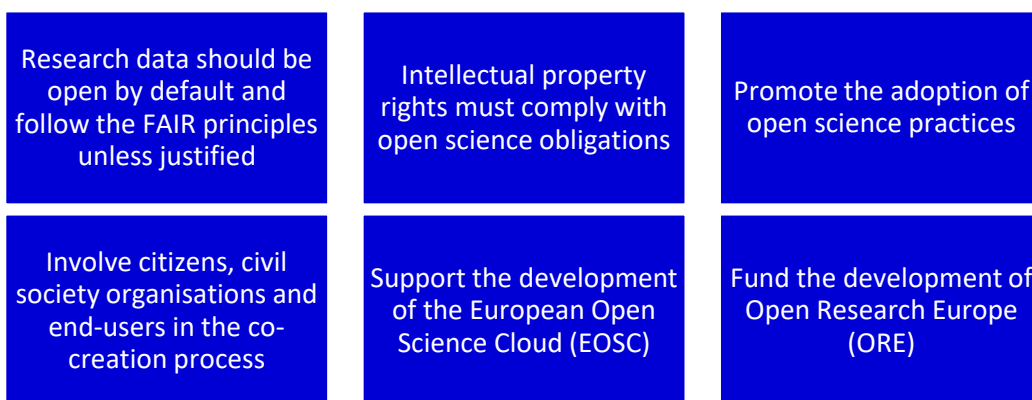 Research data should be
open by default and
follow the FAIR principles
unless justified
Intellectual property
rights must comply with
open science obligations
Promote the adoption of
open science practices
Involve citizens, civil
society organisations and
end-users in the co-
creation process
Support the development
of the European Open
Science Cloud (EOSC)
Fund the development of
Open Research Europe
(ORE)